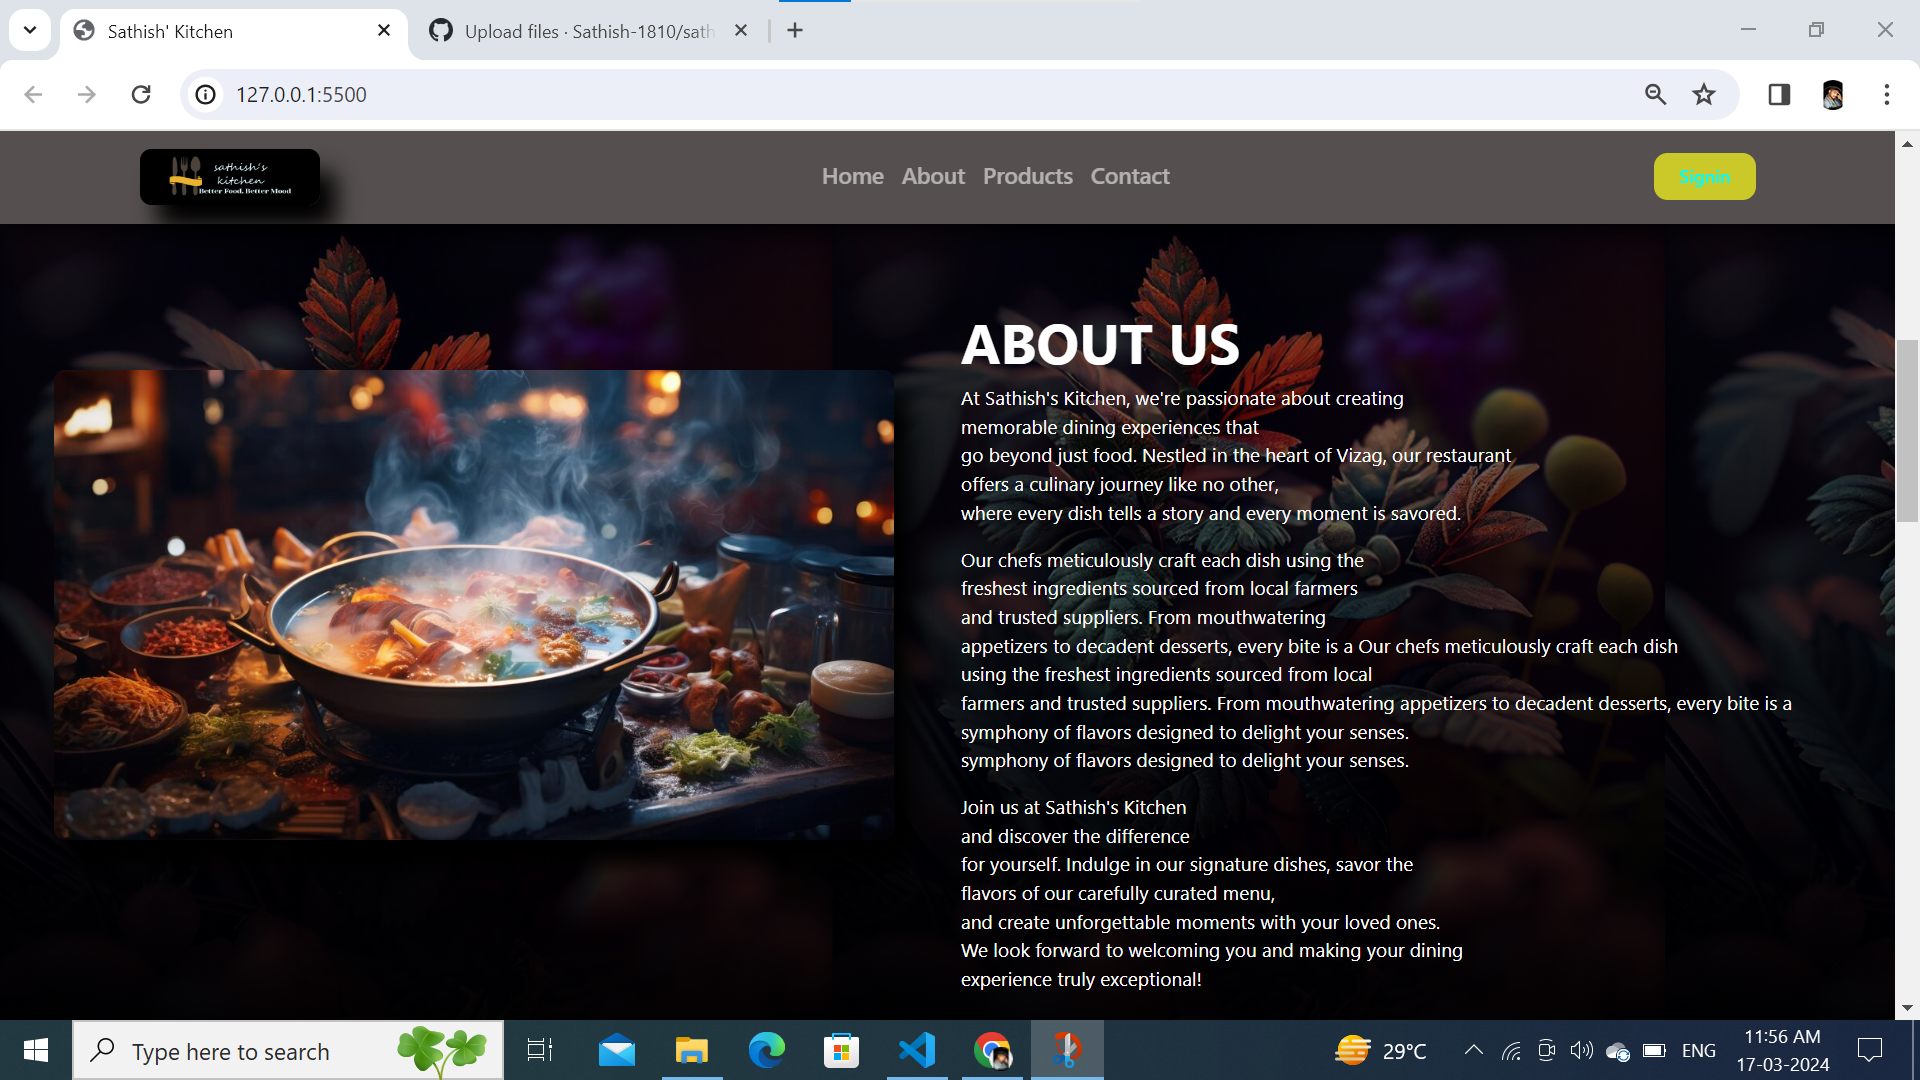 Sathish' Kitchen
Upload files · Sathish-1810/sath
127.0.0.1:5500
sathish's
kitchen
Better Food, Better Mood
Home About Products Contact
Signin
ABOUT US
At Sathish's Kitchen, we're passionate about creating
memorable dining experiences that
go beyond just food. Nestled in the heart of Vizag, our restaurant
offers a culinary journey like no other,
where every dish tells a story and every moment is savored.
Our chefs meticulously craft each dish using the
freshest ingredients sourced from local farmers
and trusted suppliers. From mouthwatering
appetizers to decadent desserts, every bite is a Our chefs meticulously craft each dish
using the freshest ingredients sourced from local
farmers and trusted suppliers. From mouthwatering appetizers to decadent desserts, every bite is a
symphony of flavors designed to delight your senses.
symphony of flavors designed to delight your senses.
Join us at Sathish's Kitchen
and discover the difference
for yourself. Indulge in our signature dishes, savor the
flavors of our carefully curated menu,
and create unforgettable moments with your loved ones.
We look forward to welcoming you and making your dining
experience truly exceptional!
Type here to search
29°C
ENG
11:56 AM
17-03-2024